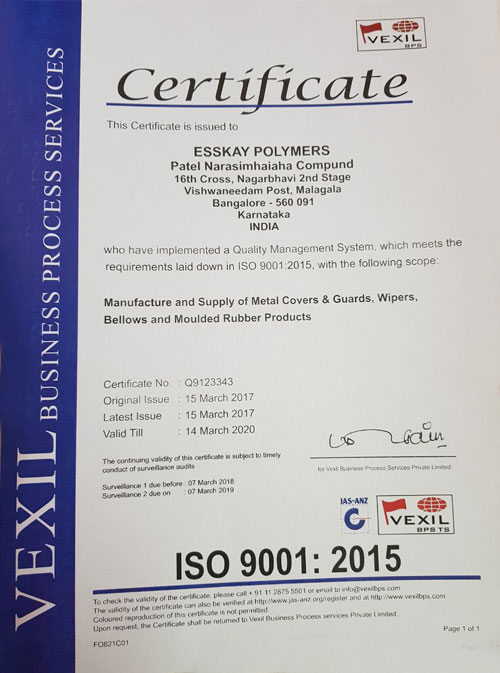 VEXIL
BPS
VEXIL BUSINESS PROCESS SERVICES
Certificate
This Certificate is issued to
ESSKAY POLYMERS
Patel Narasimhaiaha Compund
16th Cross, Nagarbhavi 2nd Stage
Vishwaneedam Post, Malagala
Bangalore - 560 091
Karnataka
INDIA
who have implemented a Quality Management System, which meets the
requirements laid down in ISO 9001:2015, with the following scope:
Manufacture and Supply of Metal Covers & Guards, Wipers,
Bellows and Moulded Rubber Products
Certificate No. : Q9123343
Original Issue : 15 March 2017
Latest Issue : 15 March 2017
Valid Till : 14 March 2020
The continuing validity of this certificate is subject to timely
conduct of surveillance audits
for Vexil Business Process Services Private Limited
Surveillance 1 due before : 07 March 2018
Surveillance 2 due on : 07 March 2019
JAS-ANZ
VEXIL
BPS TS
ISO 9001: 2015
To check the validity of the certificate, please call + 91 11 2875 5501 or email to info@vexilbps.com
The validity of the certificate can also be verified at http://www.jas-anz.org/register and at http://www.vexilbps.com
Coloured reproduction of this certificate is not permitted.
Upon request, the Certificate shall be returned to Vexil Business Process services Private Limited.
Page 1 of 1
FO821C01